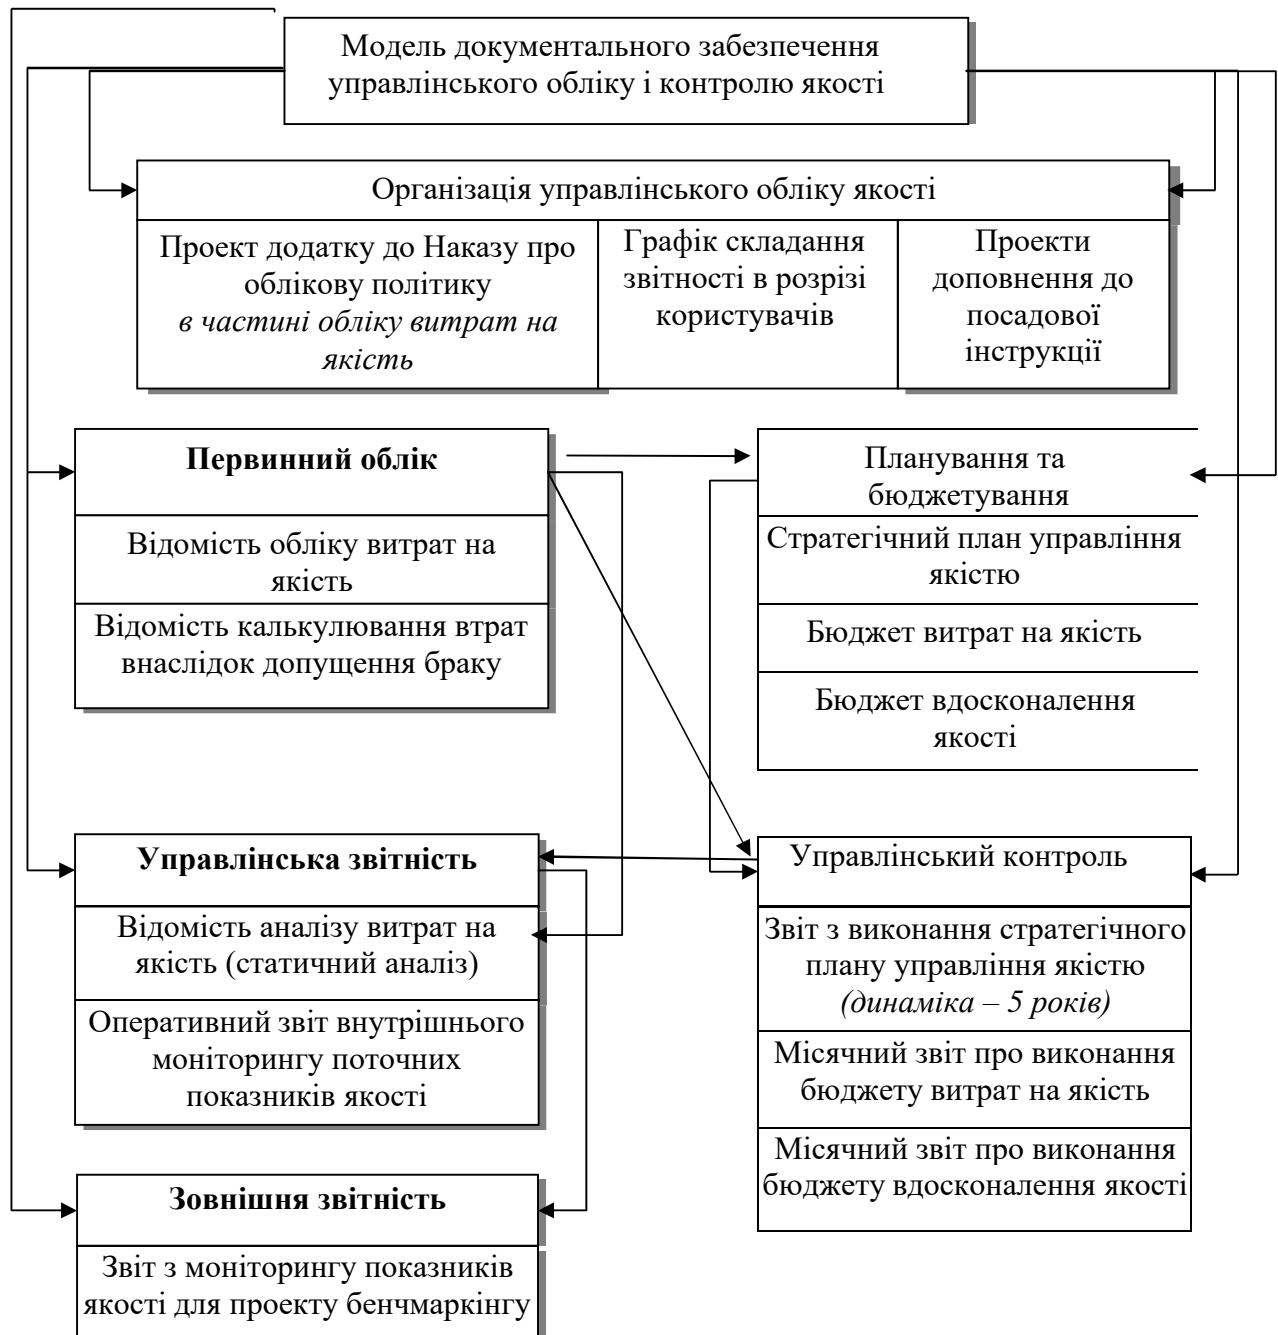 Модель документального забезпечення
управлінського обліку і контролю якості
Організація управлінського обліку якості
Проект додатку до Наказу про
облікову політику
в частині обліку витрат на
якість
Графік складання
звітності в розрізі
користувачів
Проекти
доповнення до
посадової
інструкції
Первинний облік
Відомість обліку витрат на
якість
Відомість калькулювання втрат
внаслідок допущення браку
Планування та
бюджетування
Стратегічний план управління
якістю
Бюджет витрат на якість
Бюджет вдосконалення
якості
Управлінська звітність
Відомість аналізу витрат на
якість (статичний аналіз)
Оперативний звіт внутрішнього
моніторингу поточних
показників якості
Управлінський контроль
Звіт з виконання стратегічного
плану управління якістю
(динаміка – 5 років)
Місячний звіт про виконання
бюджету витрат на якість
Місячний звіт про виконання
бюджету вдосконалення якості
Зовнішня звітність
Звіт з моніторингу показників
якості для проекту бенчмаркінгу